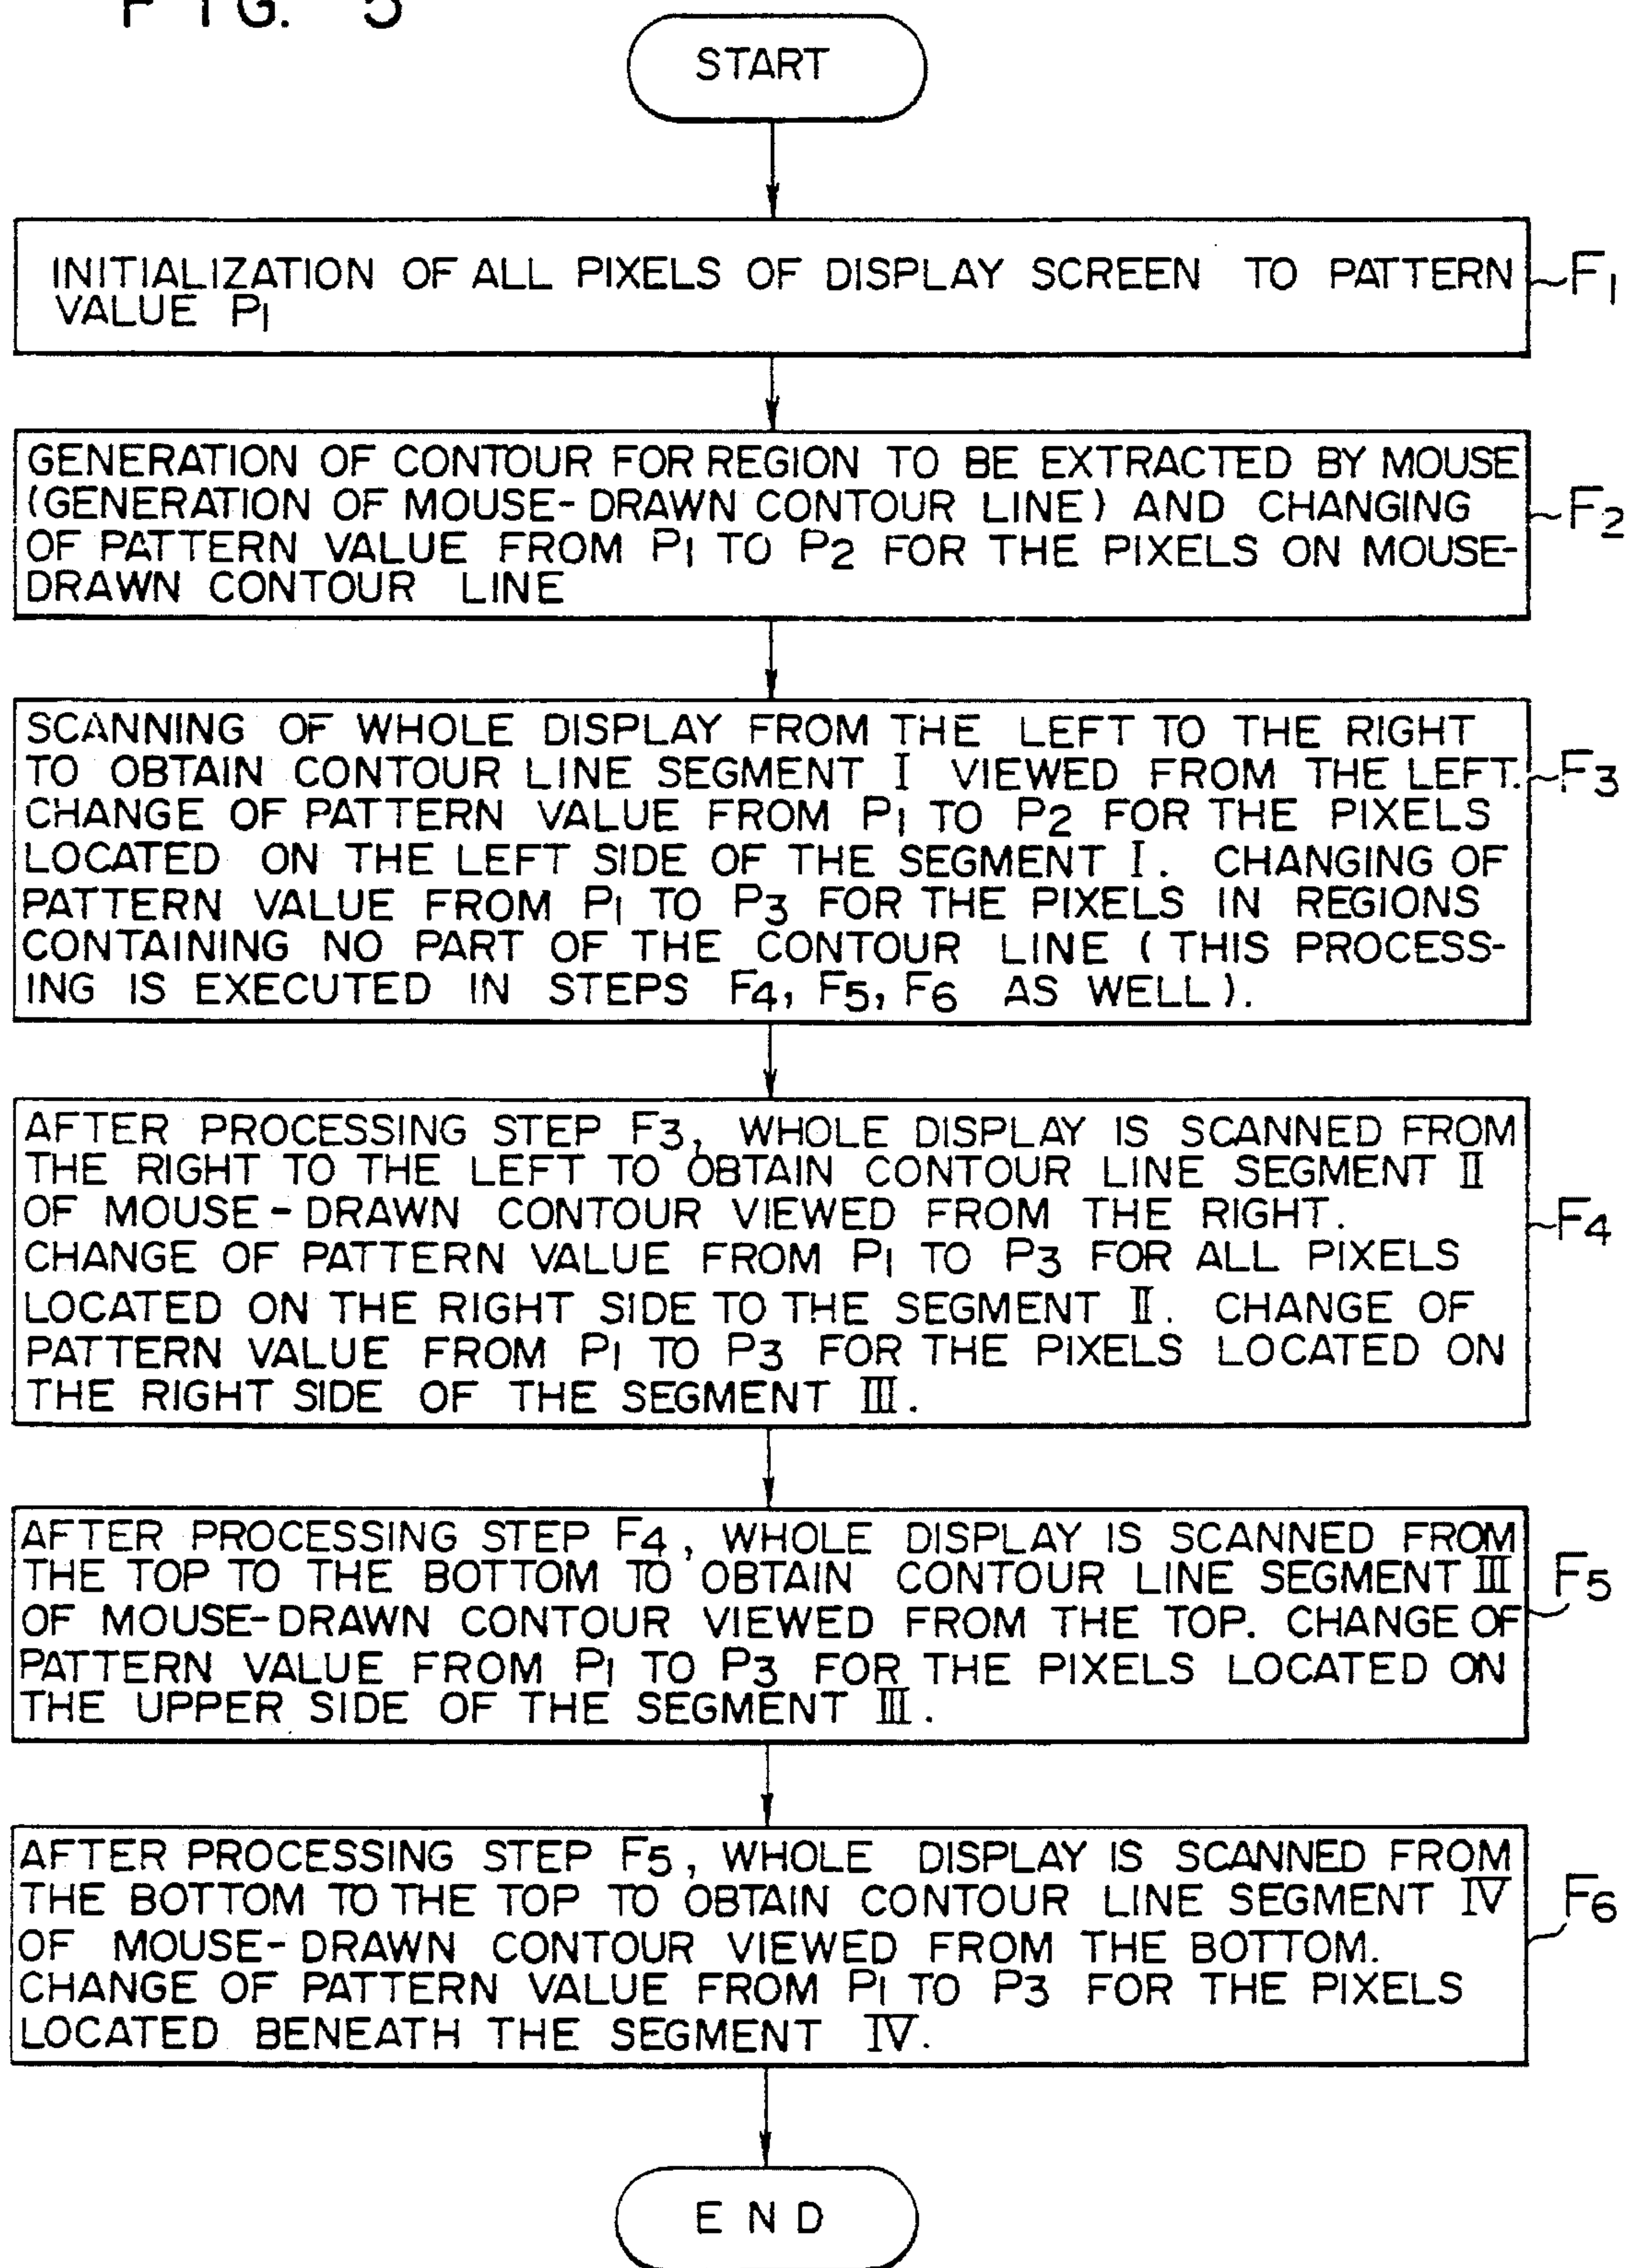 FIG. 5
START
INITIALIZATION OF ALL PIXELS OF DISPLAY SCREEN TO PATTERN
VALUE P1
F1
GENERATION OF CONTOUR FOR REGION TO BE EXTRACTED BY MOUSE
(GENERATION OF MOUSE-DRAWN CONTOUR LINE) AND CHANGING
OF PATTERN VALUE FROM P1 TO P2 FOR THE PIXELS ON MOUSE-
DRAWN CONTOUR LINE
F2
SCANNING OF WHOLE DISPLAY FROM THE LEFT TO THE RIGHT
TO OBTAIN CONTOUR LINE SEGMENT I VIEWED FROM THE LEFT.
CHANGE OF PATTERN VALUE FROM P1 TO P2 FOR THE PIXELS
LOCATED ON THE LEFT SIDE OF THE SEGMENT I. CHANGING OF
PATTERN VALUE FROM P1 TO P3 FOR THE PIXELS IN REGIONS
CONTAINING NO PART OF THE CONTOUR LINE (THIS PROCESS-
ING IS EXECUTED IN STEPS F4, F5, F6 AS WELL).
F3
AFTER PROCESSING STEP F3, WHOLE DISPLAY IS SCANNED FROM
THE RIGHT TO THE LEFT TO OBTAIN CONTOUR LINE SEGMENT II
OF MOUSE-DRAWN CONTOUR VIEWED FROM THE RIGHT.
CHANGE OF PATTERN VALUE FROM P1 TO P3 FOR ALL PIXELS
LOCATED ON THE RIGHT SIDE TO THE SEGMENT II. CHANGE OF
PATTERN VALUE FROM P1 TO P3 FOR THE PIXELS LOCATED ON
THE RIGHT SIDE OF THE SEGMENT III.
F4
AFTER PROCESSING STEP F4, WHOLE DISPLAY IS SCANNED FROM
THE TOP TO THE BOTTOM TO OBTAIN CONTOUR LINE SEGMENT III
OF MOUSE-DRAWN CONTOUR VIEWED FROM THE TOP. CHANGE OF
PATTERN VALUE FROM P1 TO P3 FOR THE PIXELS LOCATED ON
THE UPPER SIDE OF THE SEGMENT III.
F5
AFTER PROCESSING STEP F5, WHOLE DISPLAY IS SCANNED FROM
THE BOTTOM TO THE TOP TO OBTAIN CONTOUR LINE SEGMENT IV
OF MOUSE-DRAWN CONTOUR VIEWED FROM THE BOTTOM.
CHANGE OF PATTERN VALUE FROM P1 TO P3 FOR THE PIXELS
LOCATED BENEATH THE SEGMENT IV.
F6
END